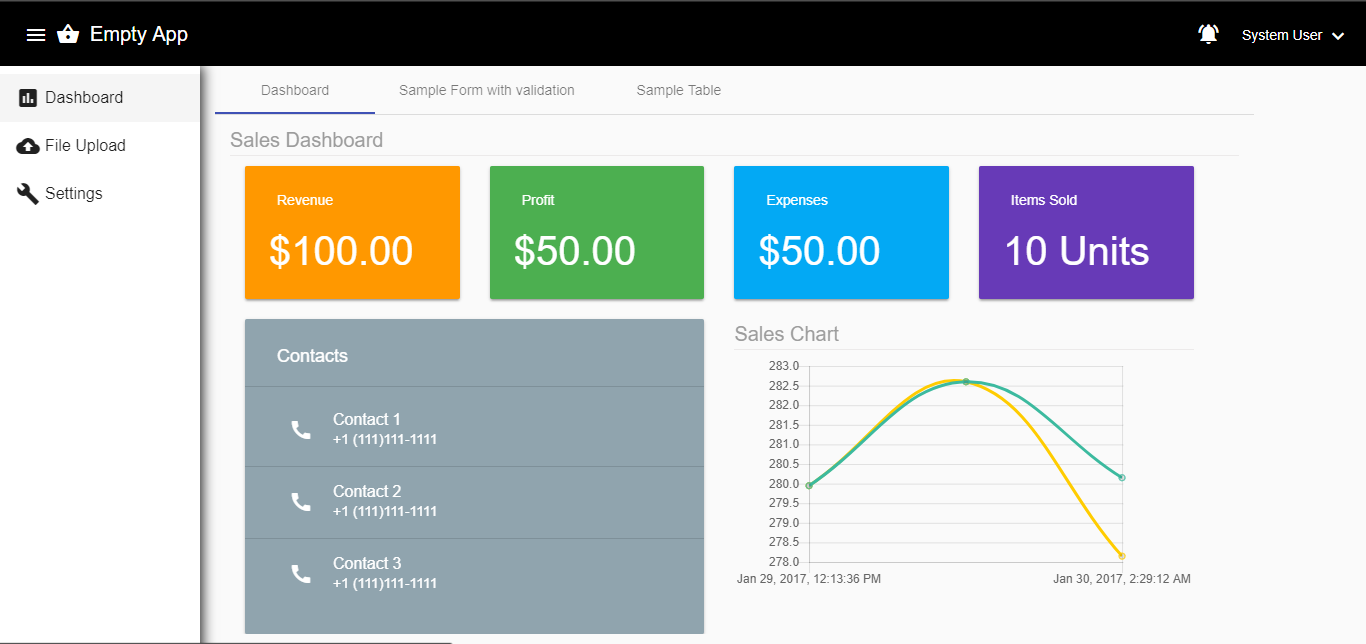 Empty App
System User
Dashboard
File Upload
Settings
Dashboard
Sample Form with validation
Sample Table
Sales Dashboard
Revenue
$100.00
Profit
$50.00
Expenses
$50.00
Items Sold
10 Units
Contacts
Contact 1
+1 (111)111-1111
Contact 2
+1 (111)111-1111
Contact 3
+1 (111)111-1111
Sales Chart
283.0
282.5
282.0
281.5
281.0
280.5
280.0
279.5
279.0
278.5
278.0
Jan 29, 2017, 12:13:36 PM
Jan 30, 2017, 2:29:12 AM